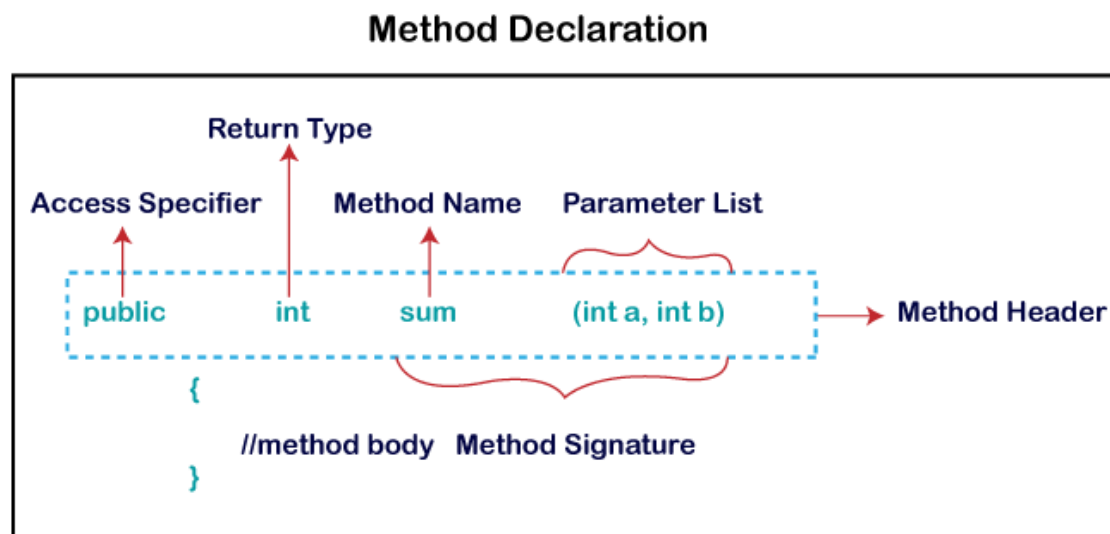 Method Declaration
Return Type
Access Specifier Method Name Parameter List
public int sum (int a, int b) Method Header
{
//method body Method Signature
}